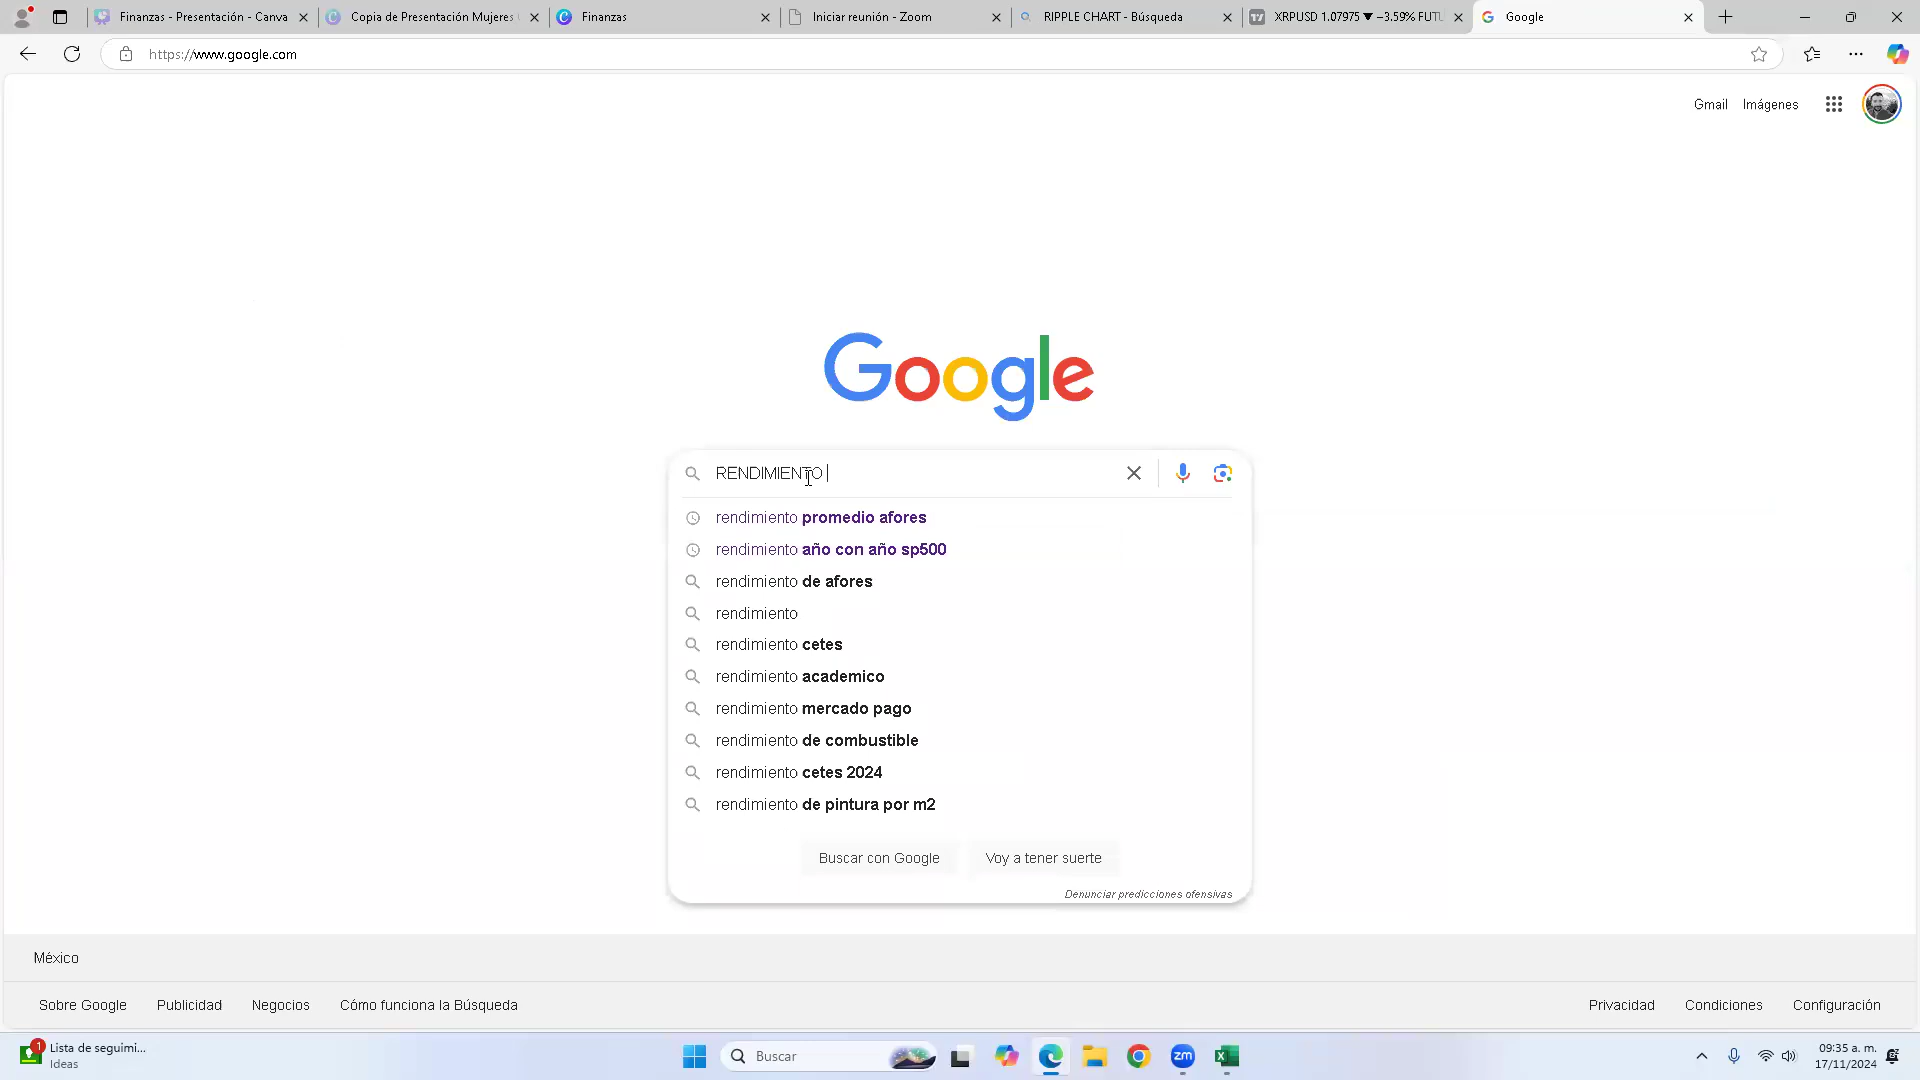 Finanzas - Presentación - Canva
Copia de Presentación Mujeres
Finanzas
Iniciar reunión - Zoom
RIPPLE CHART - Búsqueda
XRPUSD 1.07975 ▼ −3.59% FUTU
Google
https://www.google.com
Gmail
Imágenes
Google
RENDIMIENTO
rendimiento promedio afores
rendimiento año con año sp500
rendimiento de afores
rendimiento
rendimiento cetes
rendimiento academico
rendimiento mercado pago
rendimiento de combustible
rendimiento cetes 2024
rendimiento de pintura por m2
Buscar con Google
Voy a tener suerte
Denunciar predicciones ofensivas
México
Sobre Google
Publicidad
Negocios
Cómo funciona la Búsqueda
Privacidad
Condiciones
Configuración
1
Lista de seguimi...
Ideas
Buscar
zm
09:35 a. m.
17/11/2024